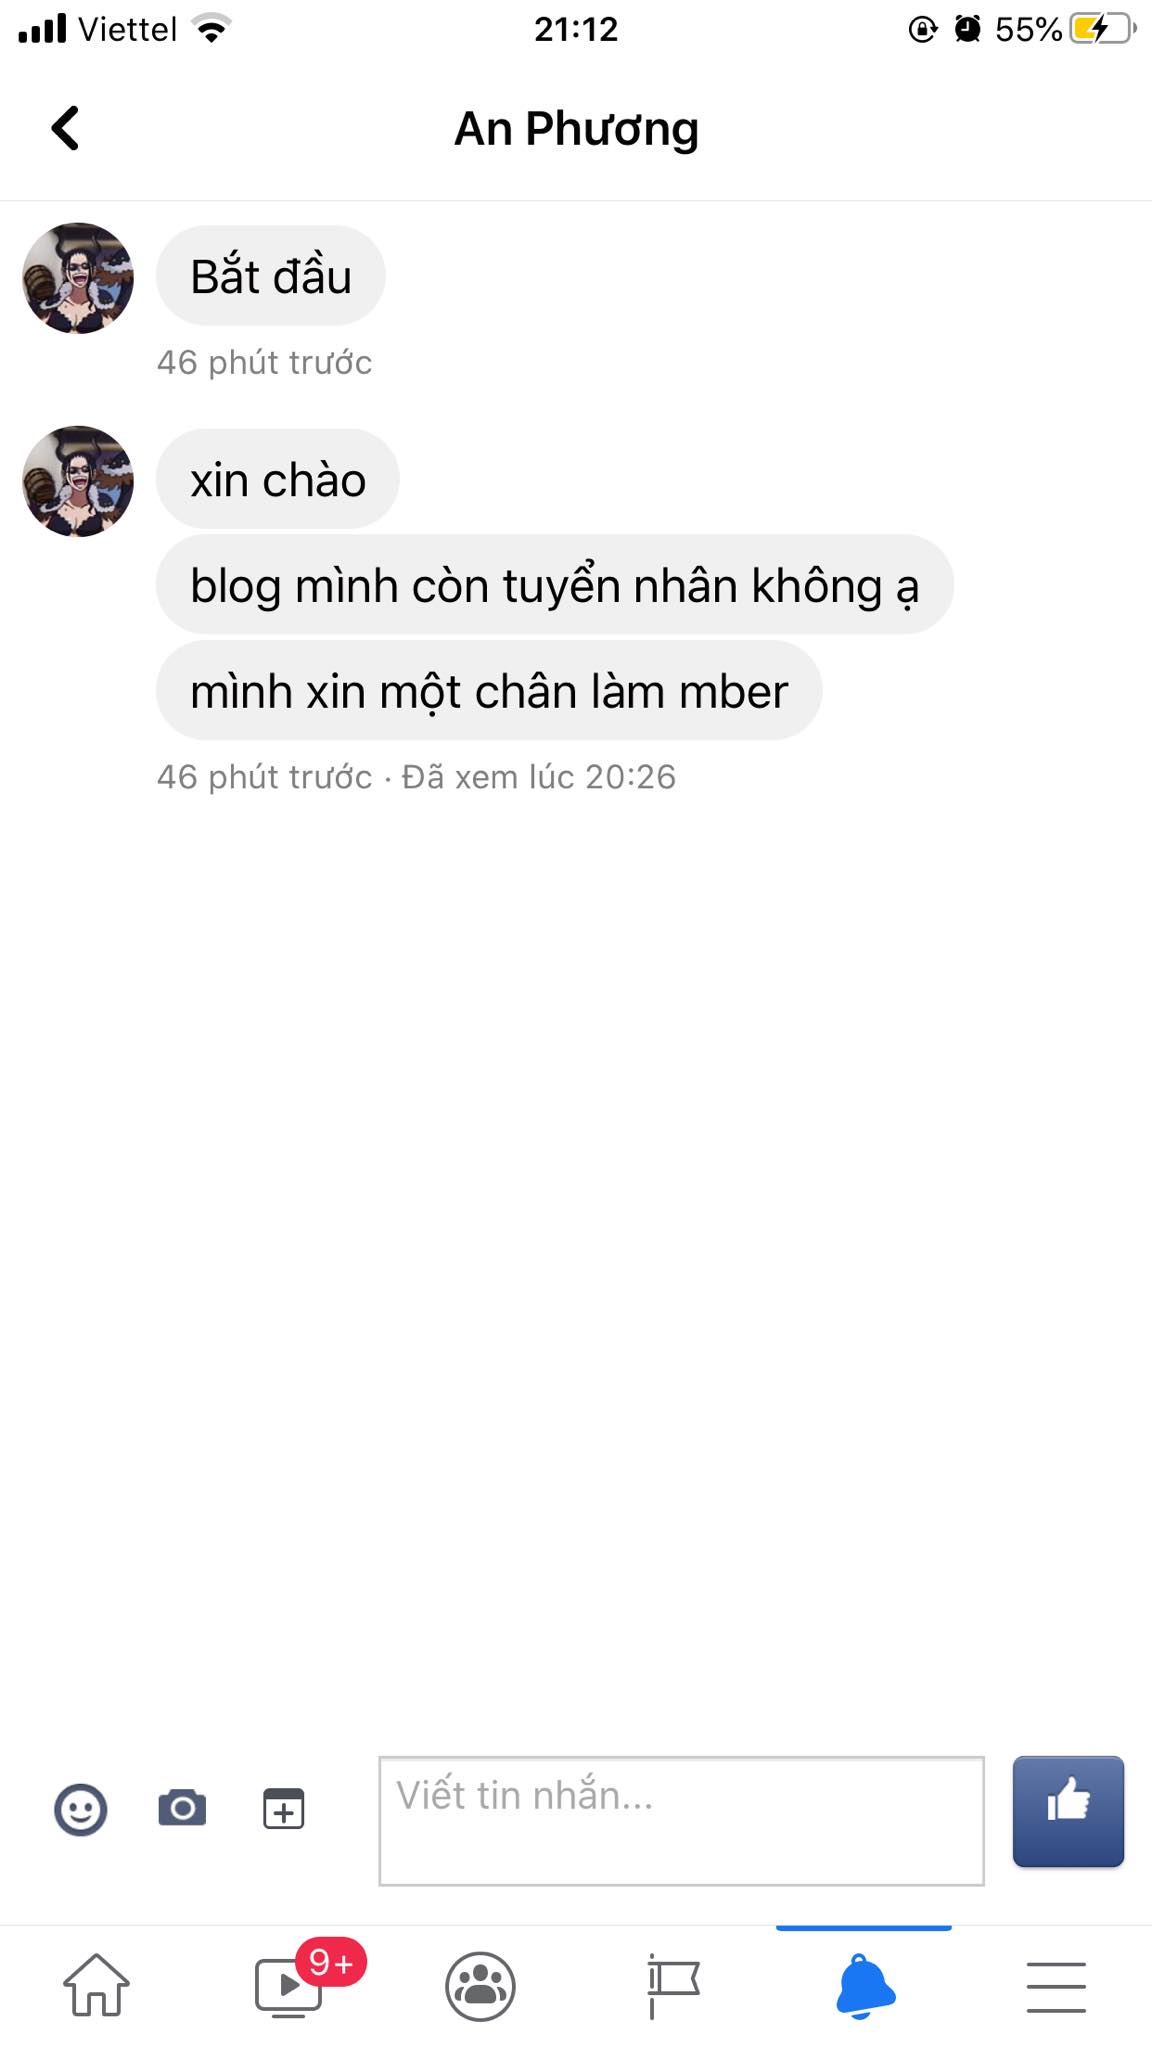 Viettel 21:12 55%
An Phương
Bắt đầu
46 phút trước
xin chào
blog mình còn tuyển nhân không ạ
mình xin một chân làm mber
46 phút trước · Đã xem lúc 20:26
Viết tin nhắn...
9+